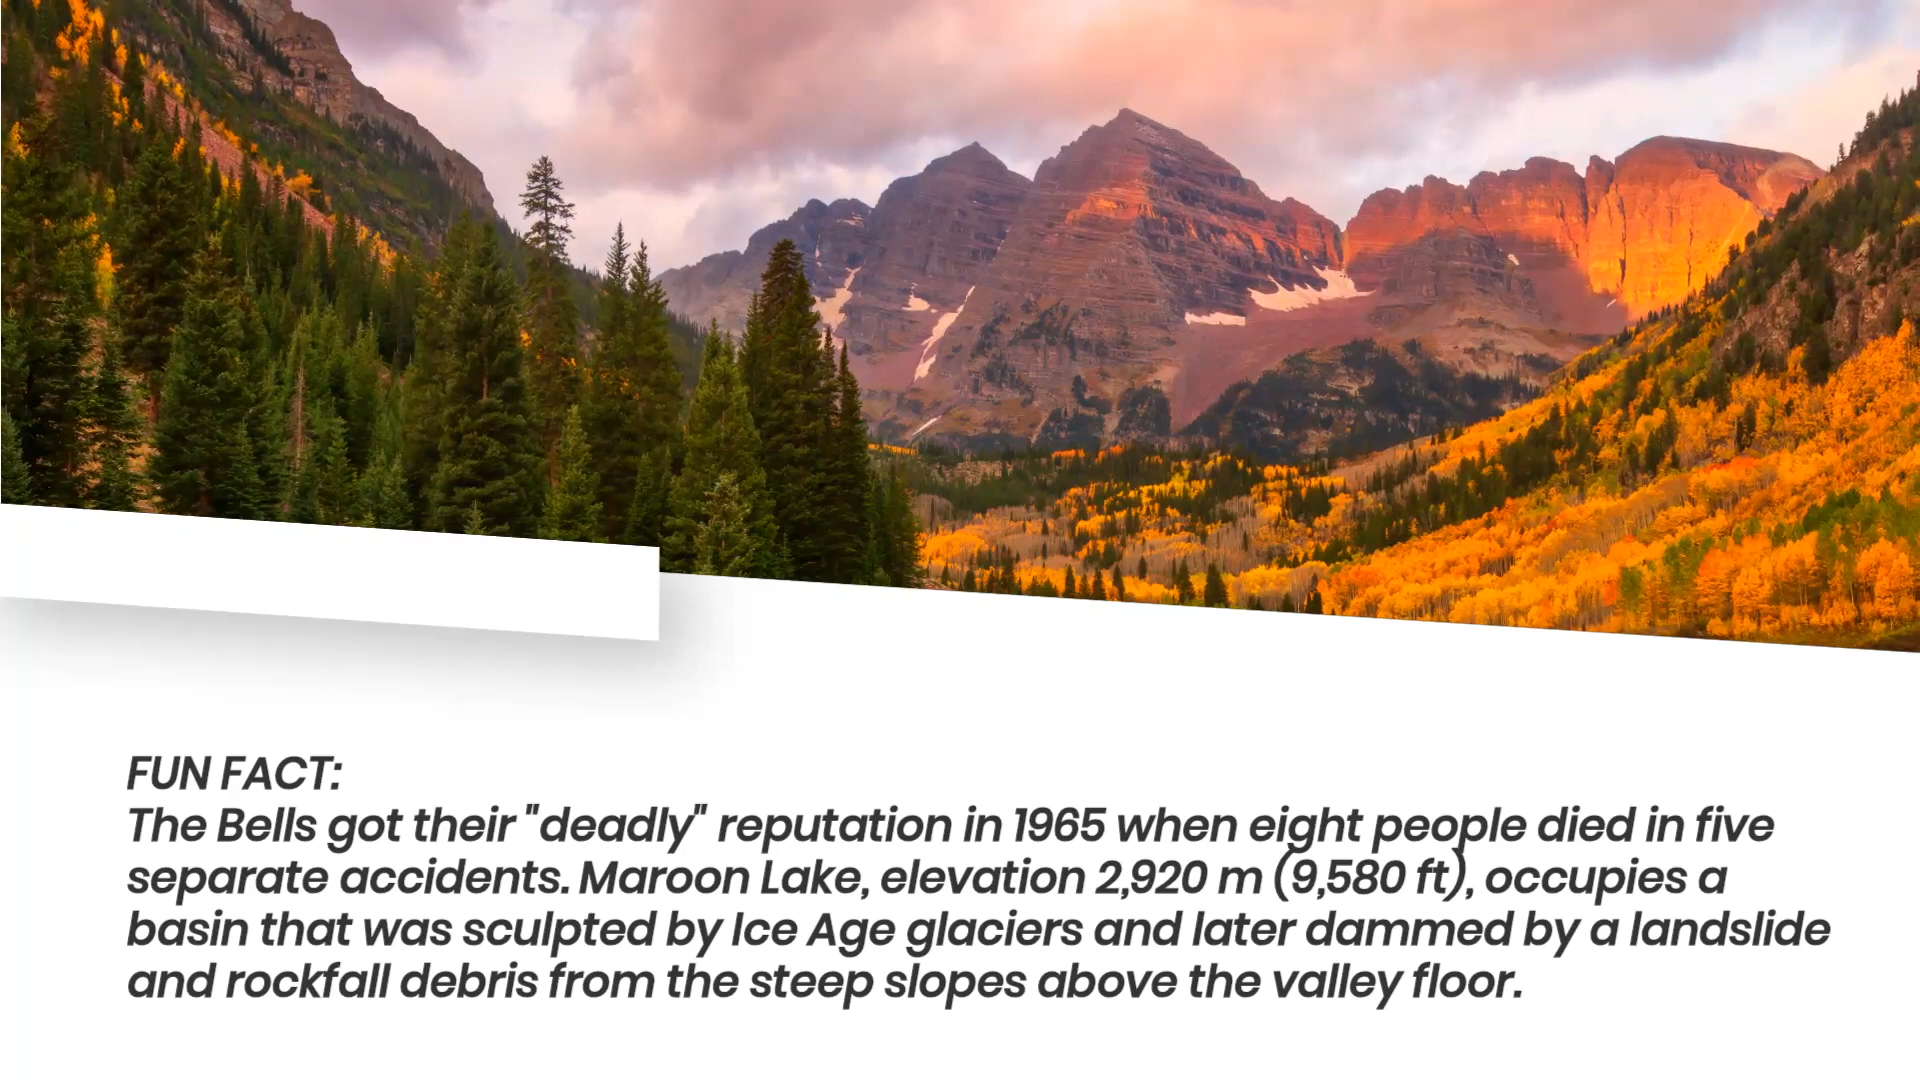 FUN FACT:
The Bells got their "deadly" reputation in 1965 when eight people died in five
separate accidents. Maroon Lake, elevation 2,920 m (9,580 ft), occupies a
basin that was sculpted by Ice Age glaciers and later dammed by a landslide
and rockfall debris from the steep slopes above the valley floor.